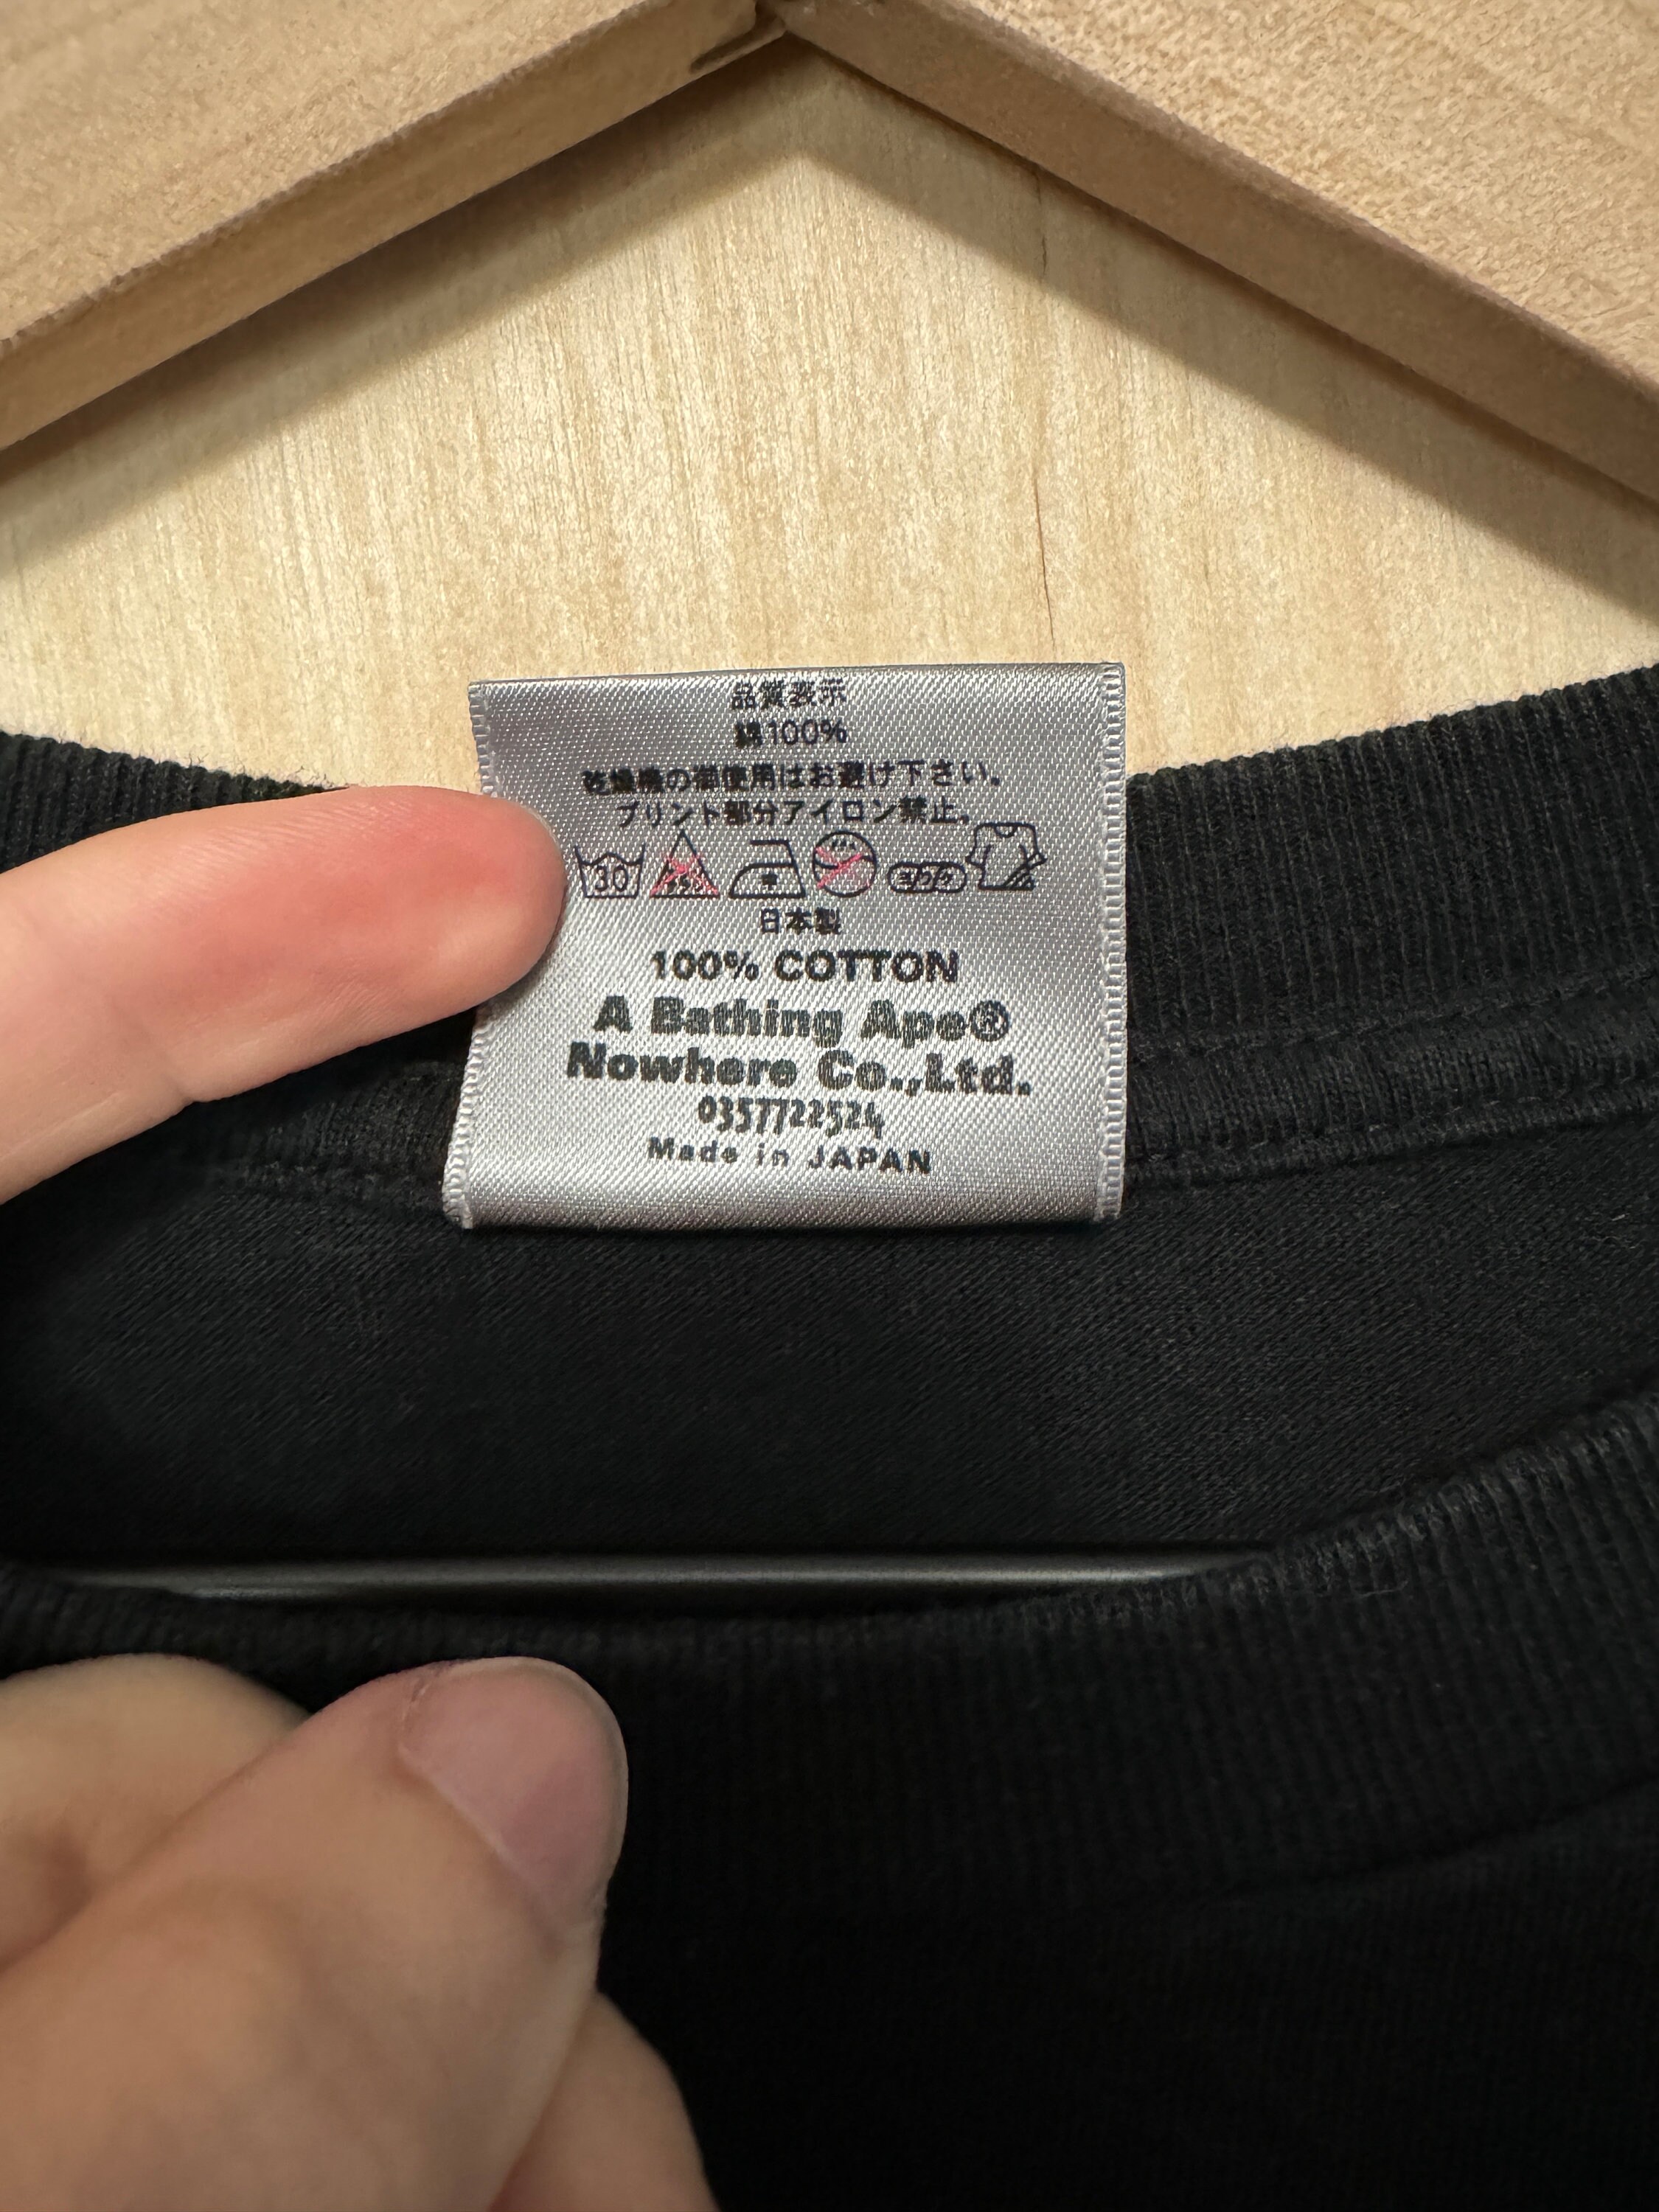 品質表示
綿100%
乾燥機の御使用はお避け下さい。
プリント部分アイロン禁止。
30
日本製
100% COTTON
A Bathing Ape®
Nowhere Co.,Ltd.
0357722524
Made in JAPAN